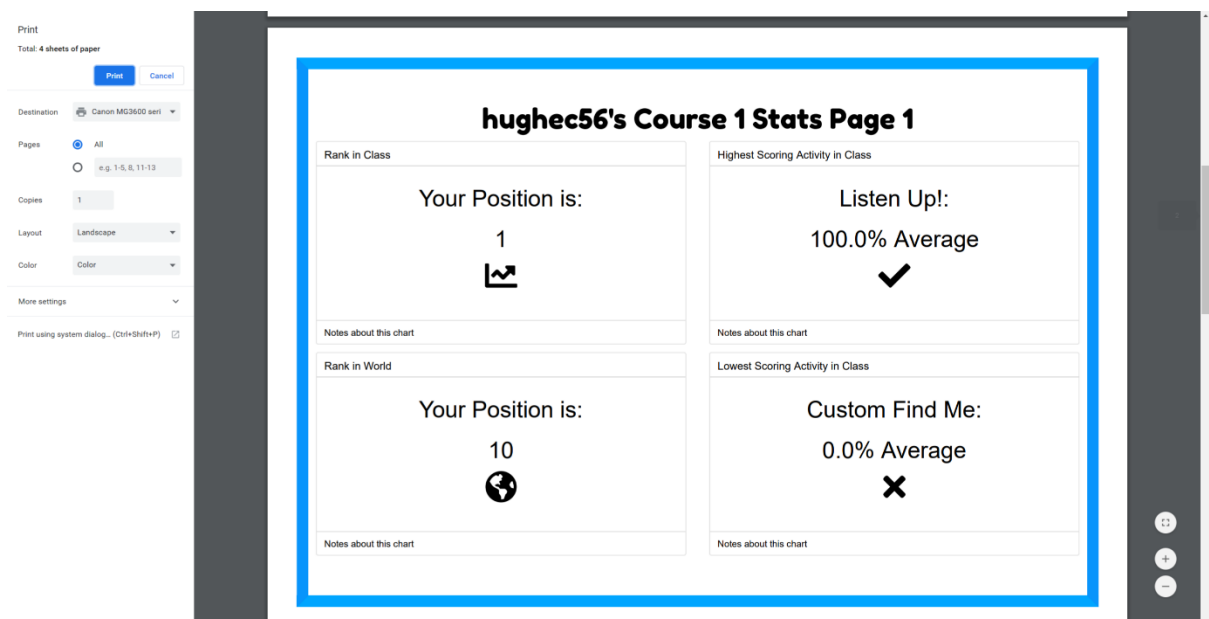 Print
Total: 4 sheets of paper
Print Cancel
Destination Canon MG3600 seri
Pages All
e.g. 1-5, 8, 11-13
Copies 1
Layout Landscape
Color Color
More settings
Print using system dialog... (Ctrl+Shift+P)
hughec56's Course 1 Stats Page 1
Rank in Class
Your Position is:
1
Notes about this chart
Highest Scoring Activity in Class
Listen Up!:
100.0% Average
Notes about this chart
Rank in World
Your Position is:
10
Notes about this chart
Lowest Scoring Activity in Class
Custom Find Me:
0.0% Average
Notes about this chart